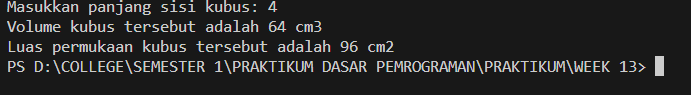 Masukkan panjang sisi kubus: 4
Volume kubus tersebut adalah 64 cm3
Luas permukaan kubus tersebut adalah 96 cm2
PS D:\COLLEGE\SEMESTER 1\PRAKTIKUM DASAR PEMROGRAMAN\PRAKTIKUM\WEEK 13>